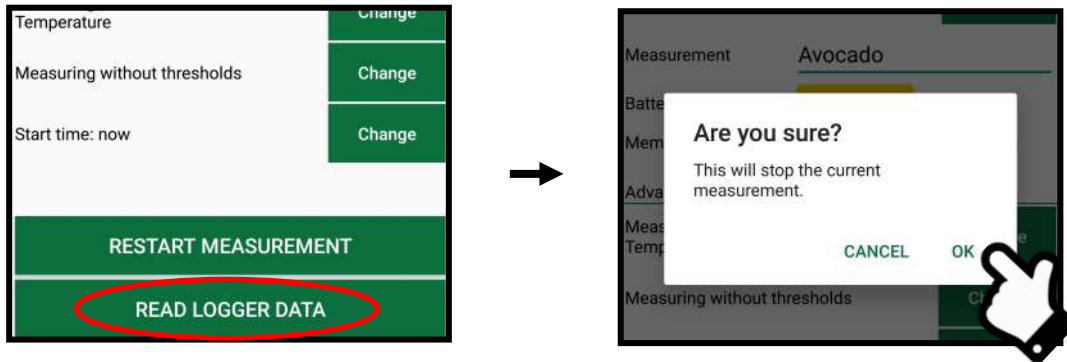 Temperature
Change
Measuring without thresholds
Change
Start time: now
Change
RESTART MEASUREMENT
READ LOGGER DATA
Measurement
Avocado
Are you sure?
This will stop the current
measurement.
CANCEL
OK
Measuring without thresholds